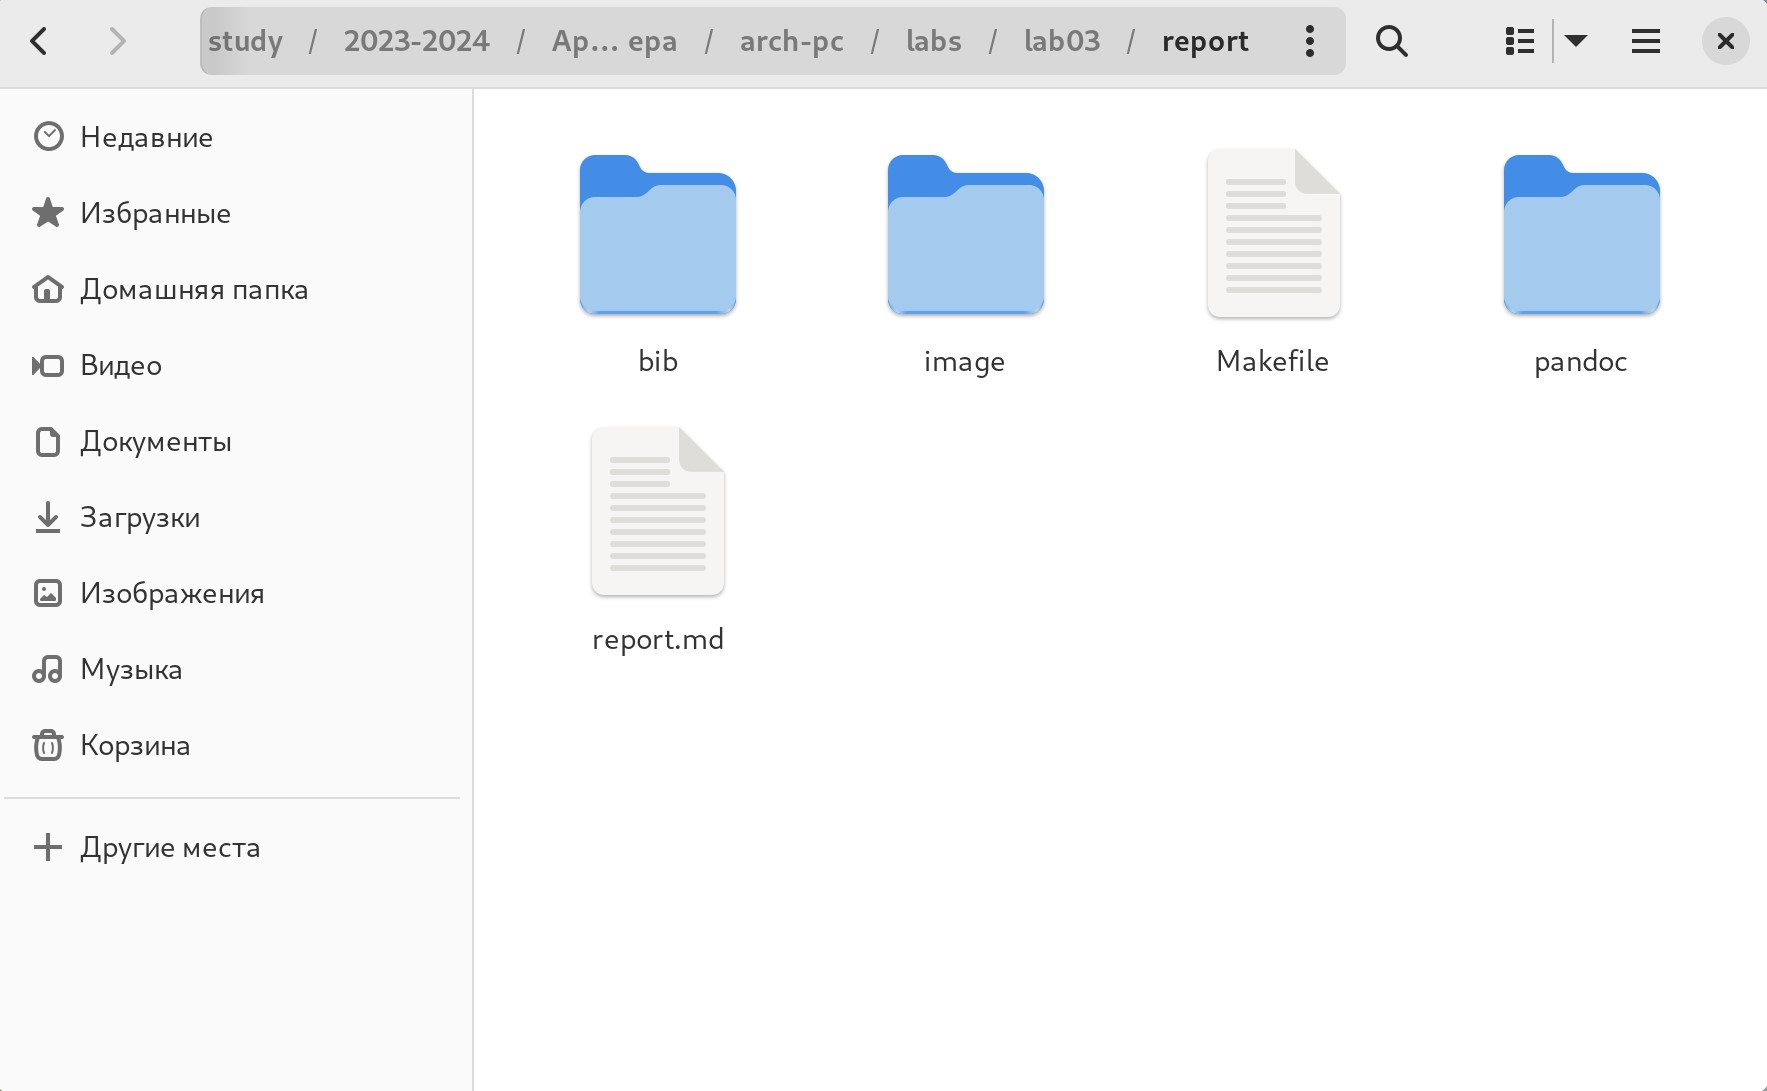 study / 2023-2024 / Ар… ера / arch-pc / labs / lab03 / report
Недавние
Избранные
Домашняя папка
Видео
Документы
Загрузки
Изображения
Музыка
Корзина
Другие места
bib
image
Makefile
pandoc
report.md